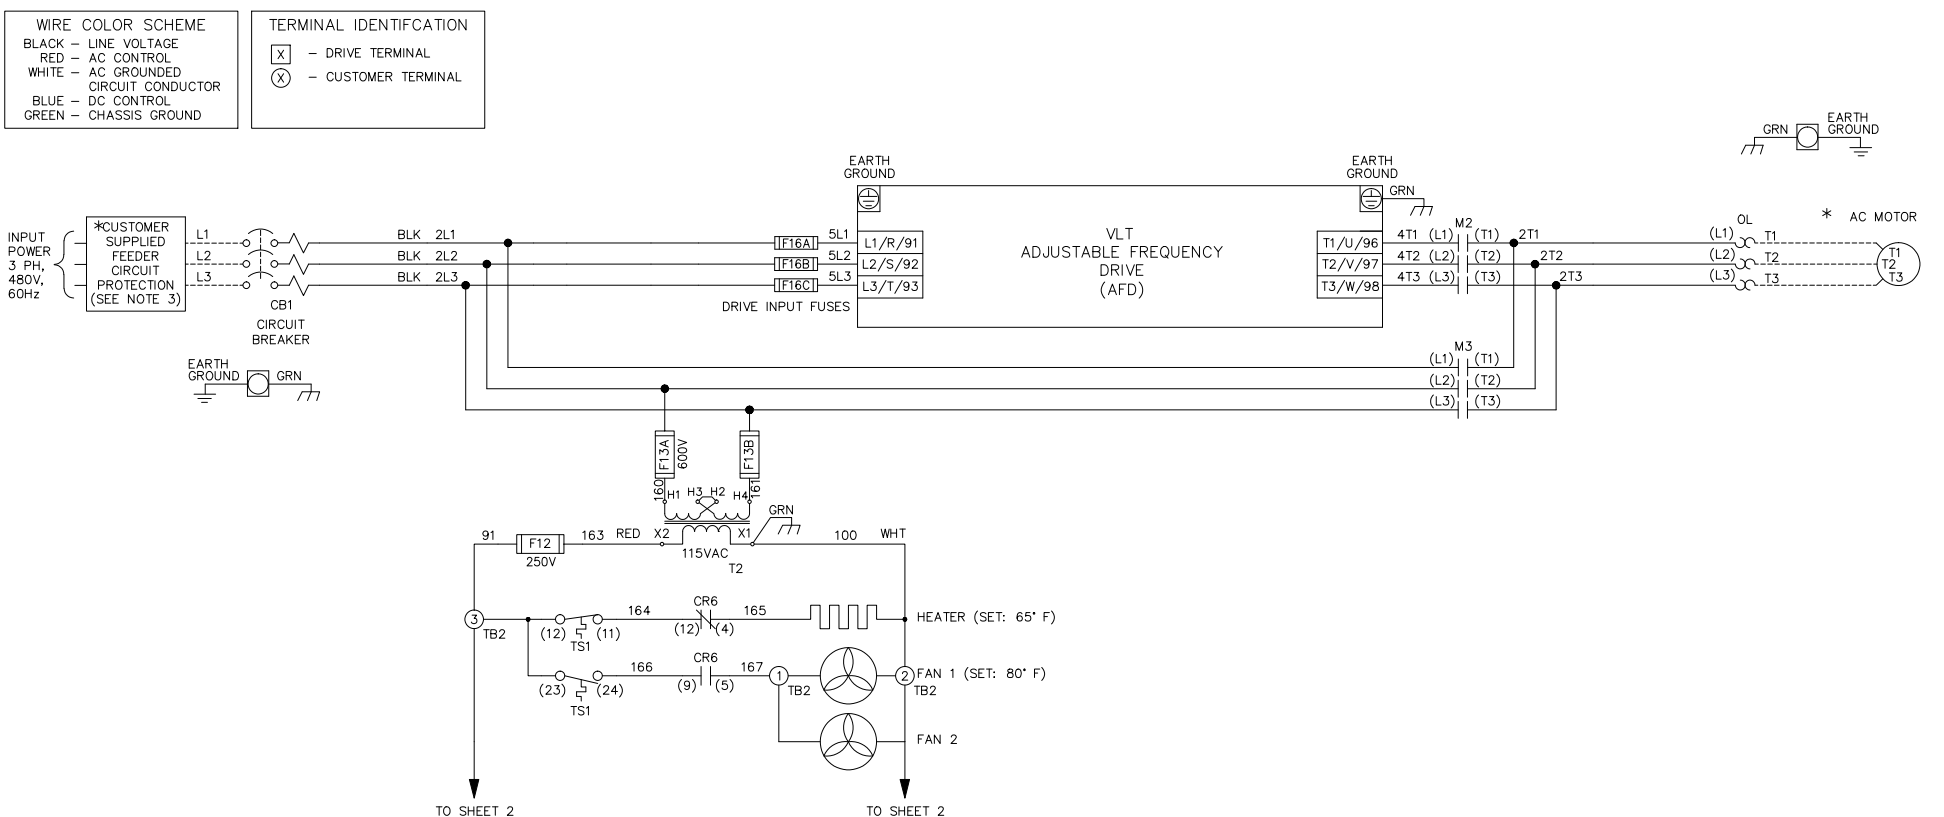 WIRE COLOR SCHEME
BLACK – LINE VOLTAGE
RED – AC CONTROL
WHITE – AC GROUNDED
CIRCUIT CONDUCTOR
BLUE – DC CONTROL
GREEN – CHASSIS GROUND
TERMINAL IDENTIFCATION
X – DRIVE TERMINAL
X – CUSTOMER TERMINAL
GRN
EARTH
GROUND
INPUT
POWER
3 PH,
480V,
60Hz
*CUSTOMER
SUPPLIED
FEEDER
CIRCUIT
PROTECTION
(SEE NOTE 3)
L1
L2
L3
CB1
CIRCUIT
BREAKER
BLK 2L1
BLK 2L2
BLK 2L3
F16A
F16B
F16C
DRIVE INPUT FUSES
5L1
5L2
5L3
EARTH
GROUND
L1/R/91
L2/S/92
L3/T/93
VLT
ADJUSTABLE FREQUENCY
DRIVE
(AFD)
EARTH
GROUND
GRN
T1/U/96
T2/V/97
T3/W/98
4T1 (L1)
4T2 (L2)
4T3 (L3)
M2
(T1) 2T1
(T2) 2T2
(T3) 2T3
OL
(L1) T1
(L2) T2
(L3) T3
* AC MOTOR
T1
T2
T3
M3
(L1) (T1)
(L2) (T2)
(L3) (T3)
EARTH
GROUND
GRN
F13A
600V
F13B
160
H1 H3 H2 H4
161
GRN
91
F12
250V
163 RED X2
115VAC
X1
T2
100 WHT
3
TB2
(12) (11)
TS1
164
CR6
(12) (4)
165
HEATER (SET: 65° F)
(23) (24)
TS1
166
CR6
(9) (5)
167
1
TB2
2
TB2
FAN 1 (SET: 80° F)
FAN 2
TO SHEET 2
TO SHEET 2